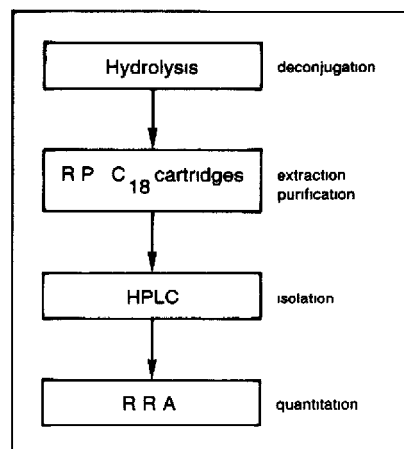 Hydrolysis deconjugation
R P C18 cartridges extraction
purification
HPLC isolation
R R A quantitation